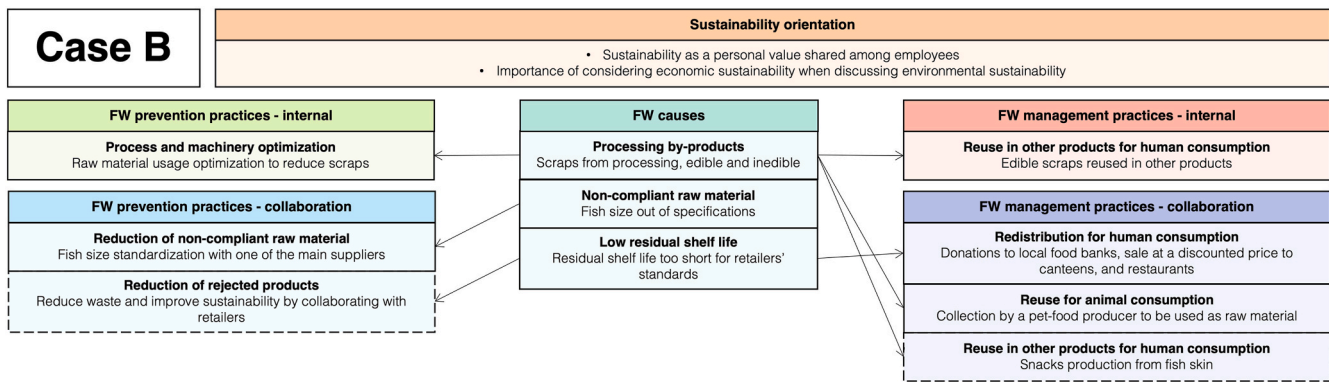 Case B
Sustainability orientation
• Sustainability as a personal value shared among employees
• Importance of considering economic sustainability when discussing environmental sustainability
FW prevention practices - internal
Process and machinery optimization
Raw material usage optimization to reduce scraps
FW prevention practices - collaboration
Reduction of non-compliant raw material
Fish size standardization with one of the main suppliers
Reduction of rejected products
Reduce waste and improve sustainability by collaborating with
retailers
FW causes
Processing by-products
Scraps from processing, edible and inedible
Non-compliant raw material
Fish size out of specifications
Low residual shelf life
Residual shelf life too short for retailers’
standards
FW management practices - internal
Reuse in other products for human consumption
Edible scraps reused in other products
FW management practices - collaboration
Redistribution for human consumption
Donations to local food banks, sale at a discounted price to
canteens, and restaurants
Reuse for animal consumption
Collection by a pet-food producer to be used as raw material
Reuse in other products for human consumption
Snacks production from fish skin